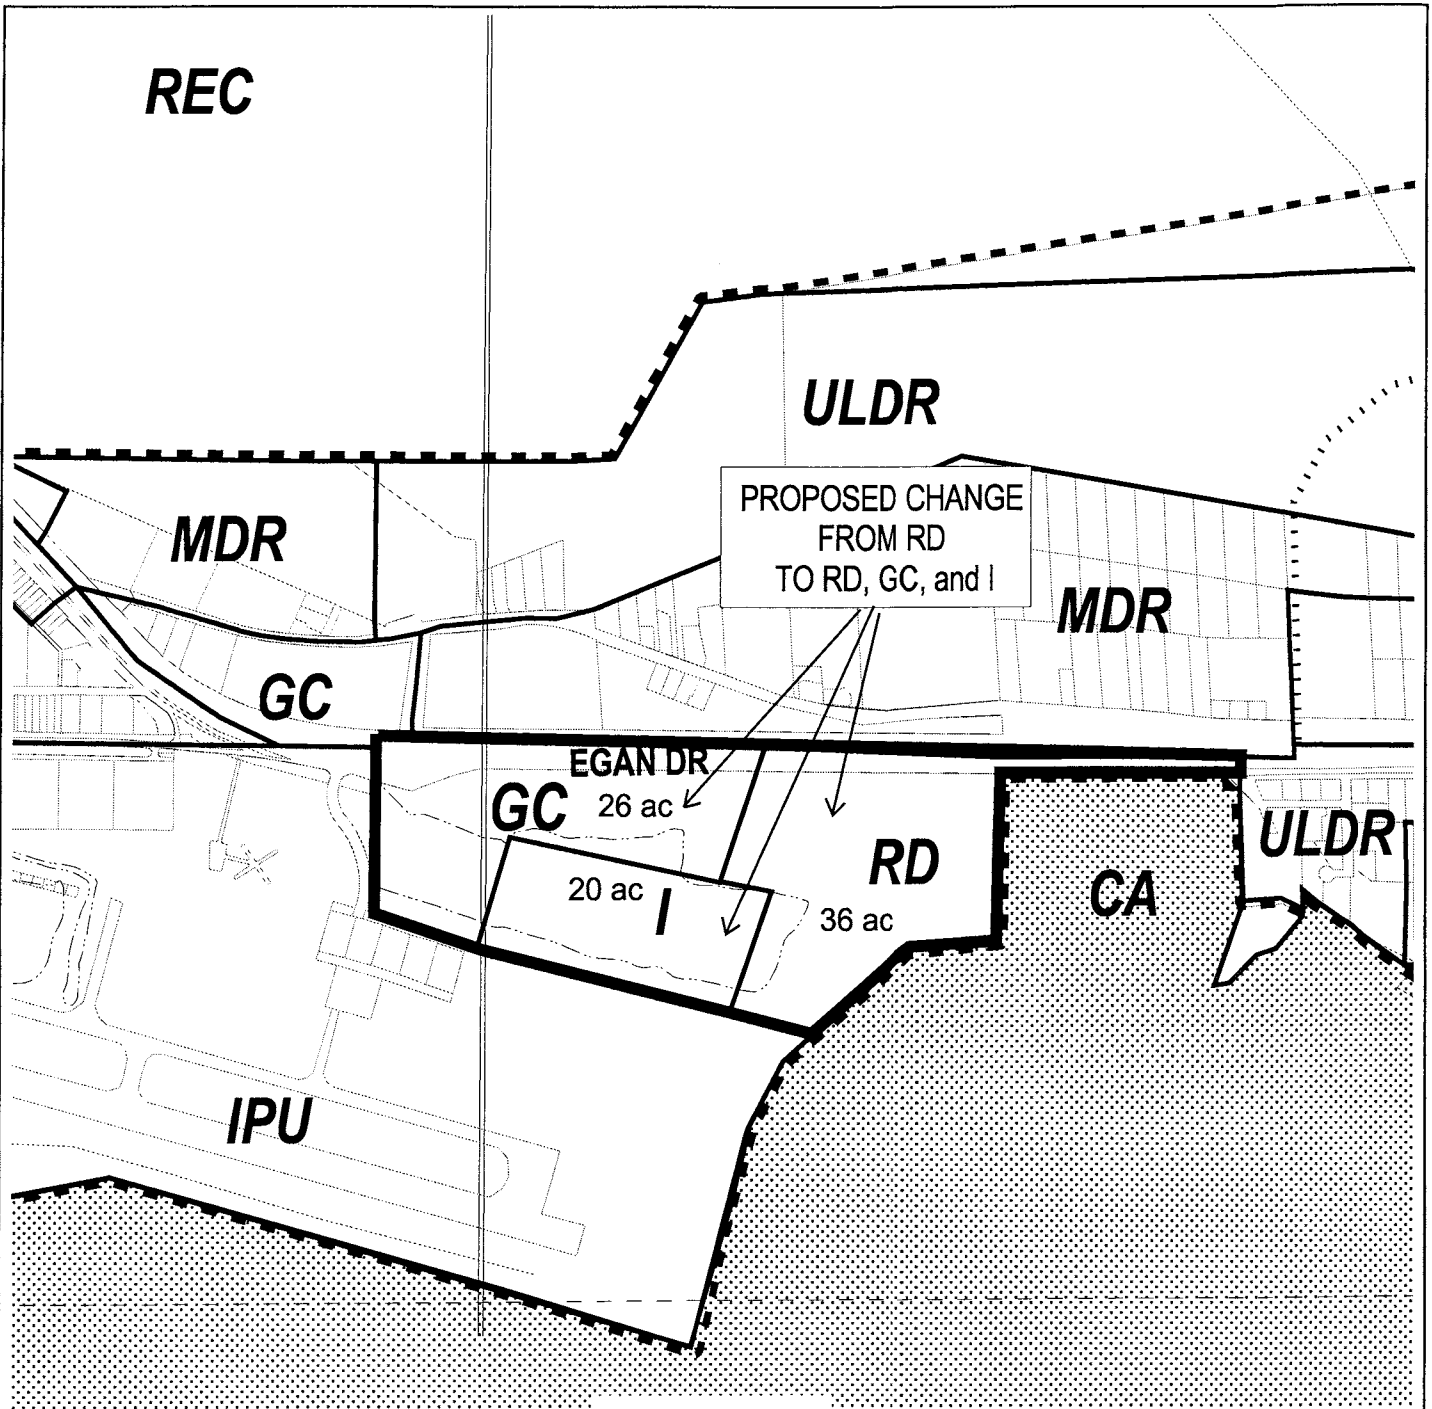 REC
ULDR
PROPOSED CHANGE
FROM RD
TO RD, GC, and I
MDR
MDR
GC
EGAN DR
GC
26 ac
ULDR
RD
CA
20 ac
I
36 ac
IPU